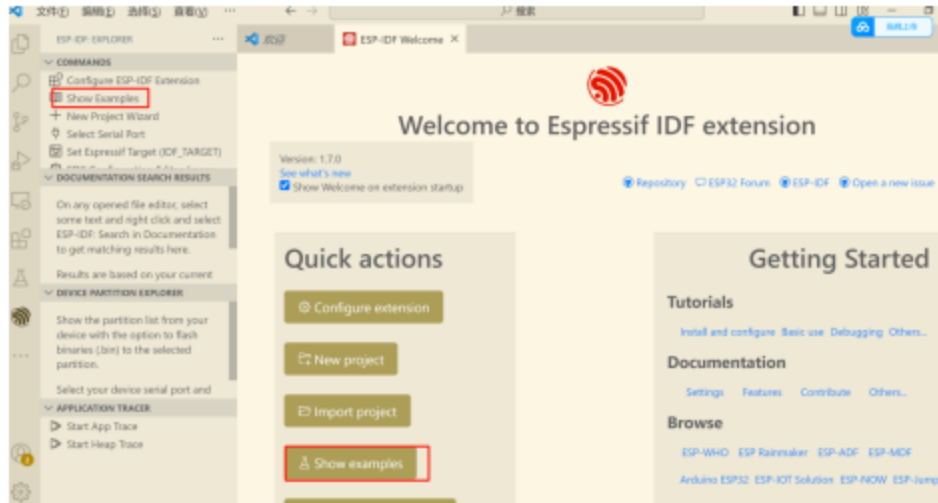 文件(F) 编辑(E) 选择(S) 查看(V) ···
搜索
ESP-IDF: EXPLORER ···
欢迎
ESP-IDF Welcome ×
COMMANDS
Configure ESP-IDF Extension
Show Examples
New Project Wizard
Select Serial Port
Set Espressif Target (IDF_TARGET)
DOCUMENTATION SEARCH RESULTS
On any opened file editor, select
some text and right click and select
ESP-IDF: Search in Documentation
to get matching results here.
Results are based on your current
DEVICE PARTITION EXPLORER
Show the partition list from your
device with the option to flash
binaries (.bin) to the selected
partition.
Select your device serial port and
APPLICATION TRACER
Start App Trace
Start Heap Trace
Welcome to Espressif IDF extension
Version: 1.7.0
See what's new
Show Welcome on extension startup
Repository ESP32 Forum ESP-IDF Open a new issue
Quick actions
Configure extension
New project
Import project
Show examples
Getting Started
Tutorials
Install and configure Basic use Debugging Others...
Documentation
Settings Features Contribute Others...
Browse
ESP-WHO ESP Rainmaker ESP-ADF ESP-MDF
Arduino ESP32 ESP-IOT Solution ESP-NOW ESP-Jump